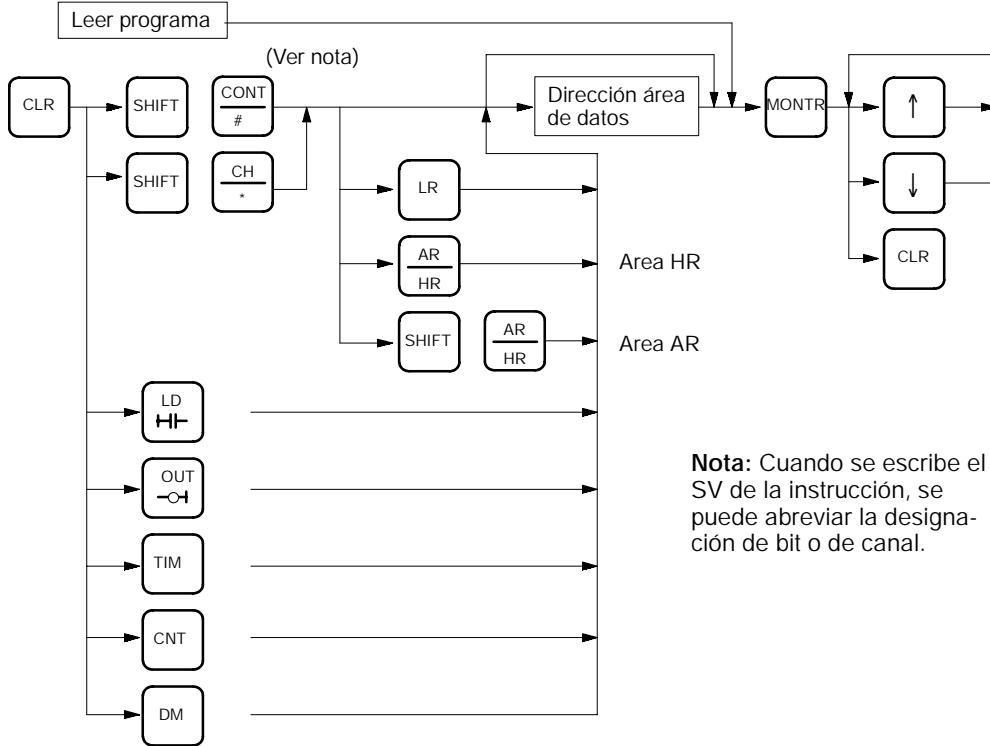 Leer programa
(Ver nota)
CLR
SHIFT
CONT
#
Dirección área
de datos
MONTR
↑
SHIFT
CH
*
LR
↓
AR
HR
Area HR
CLR
SHIFT
AR
HR
Area AR
LD
OUT
TIM
CNT
DM
Nota: Cuando se escribe el
SV de la instrucción, se
puede abreviar la designa-
ción de bit o de canal.